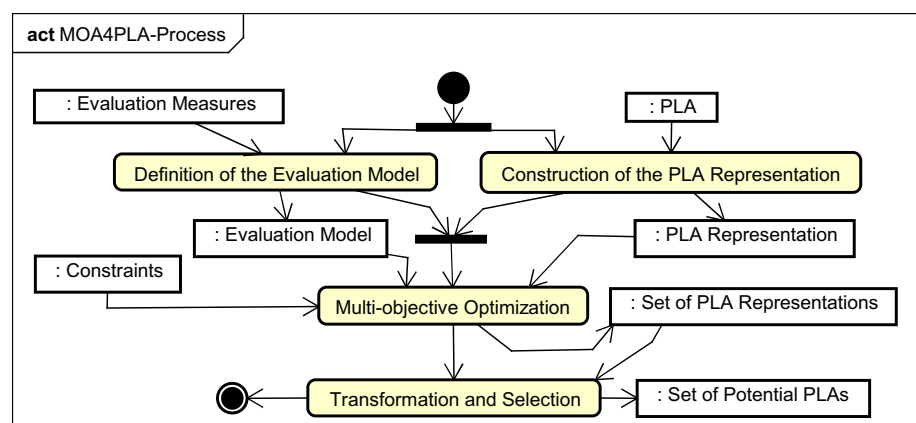 act MOA4PLA-Process
: Evaluation Measures
: PLA
Definition of the Evaluation Model
Construction of the PLA Representation
: Evaluation Model
: PLA Representation
: Constraints
Multi-objective Optimization
: Set of PLA Representations
Transformation and Selection
: Set of Potential PLAs